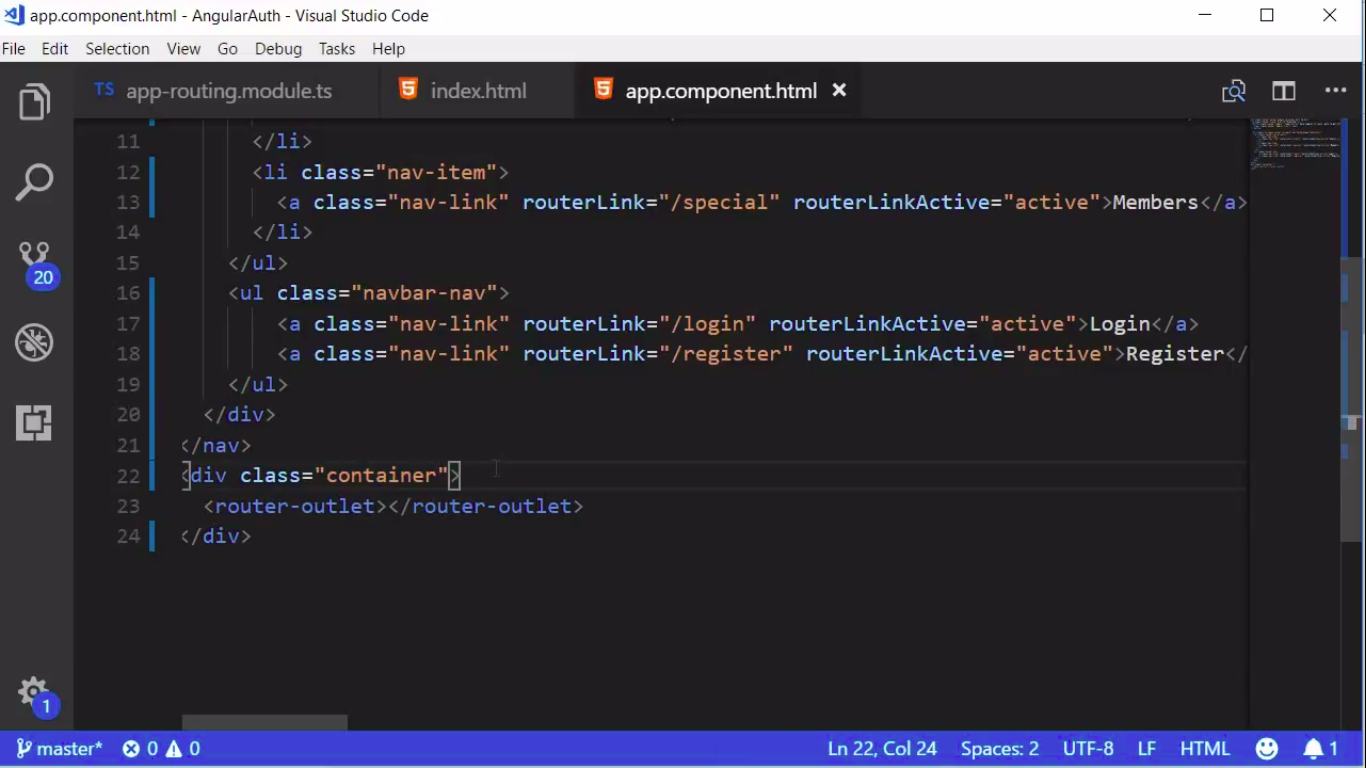 app.component.html - AngularAuth - Visual Studio Code
File Edit Selection View Go Debug Tasks Help
TS app-routing.module.ts index.html app.component.html
11 </li>
12 <li class="nav-item">
13 <a class="nav-link" routerLink="/special" routerLinkActive="active">Members</a>
14 </li>
15 </ul>
16 <ul class="navbar-nav">
17 <a class="nav-link" routerLink="/login" routerLinkActive="active">Login</a>
18 <a class="nav-link" routerLink="/register" routerLinkActive="active">Register</
19 </ul>
20 </div>
21 </nav>
22 <div class="container">
23 <router-outlet></router-outlet>
24 </div>
20
1
master* 0 0 Ln 22, Col 24 Spaces: 2 UTF-8 LF HTML 1